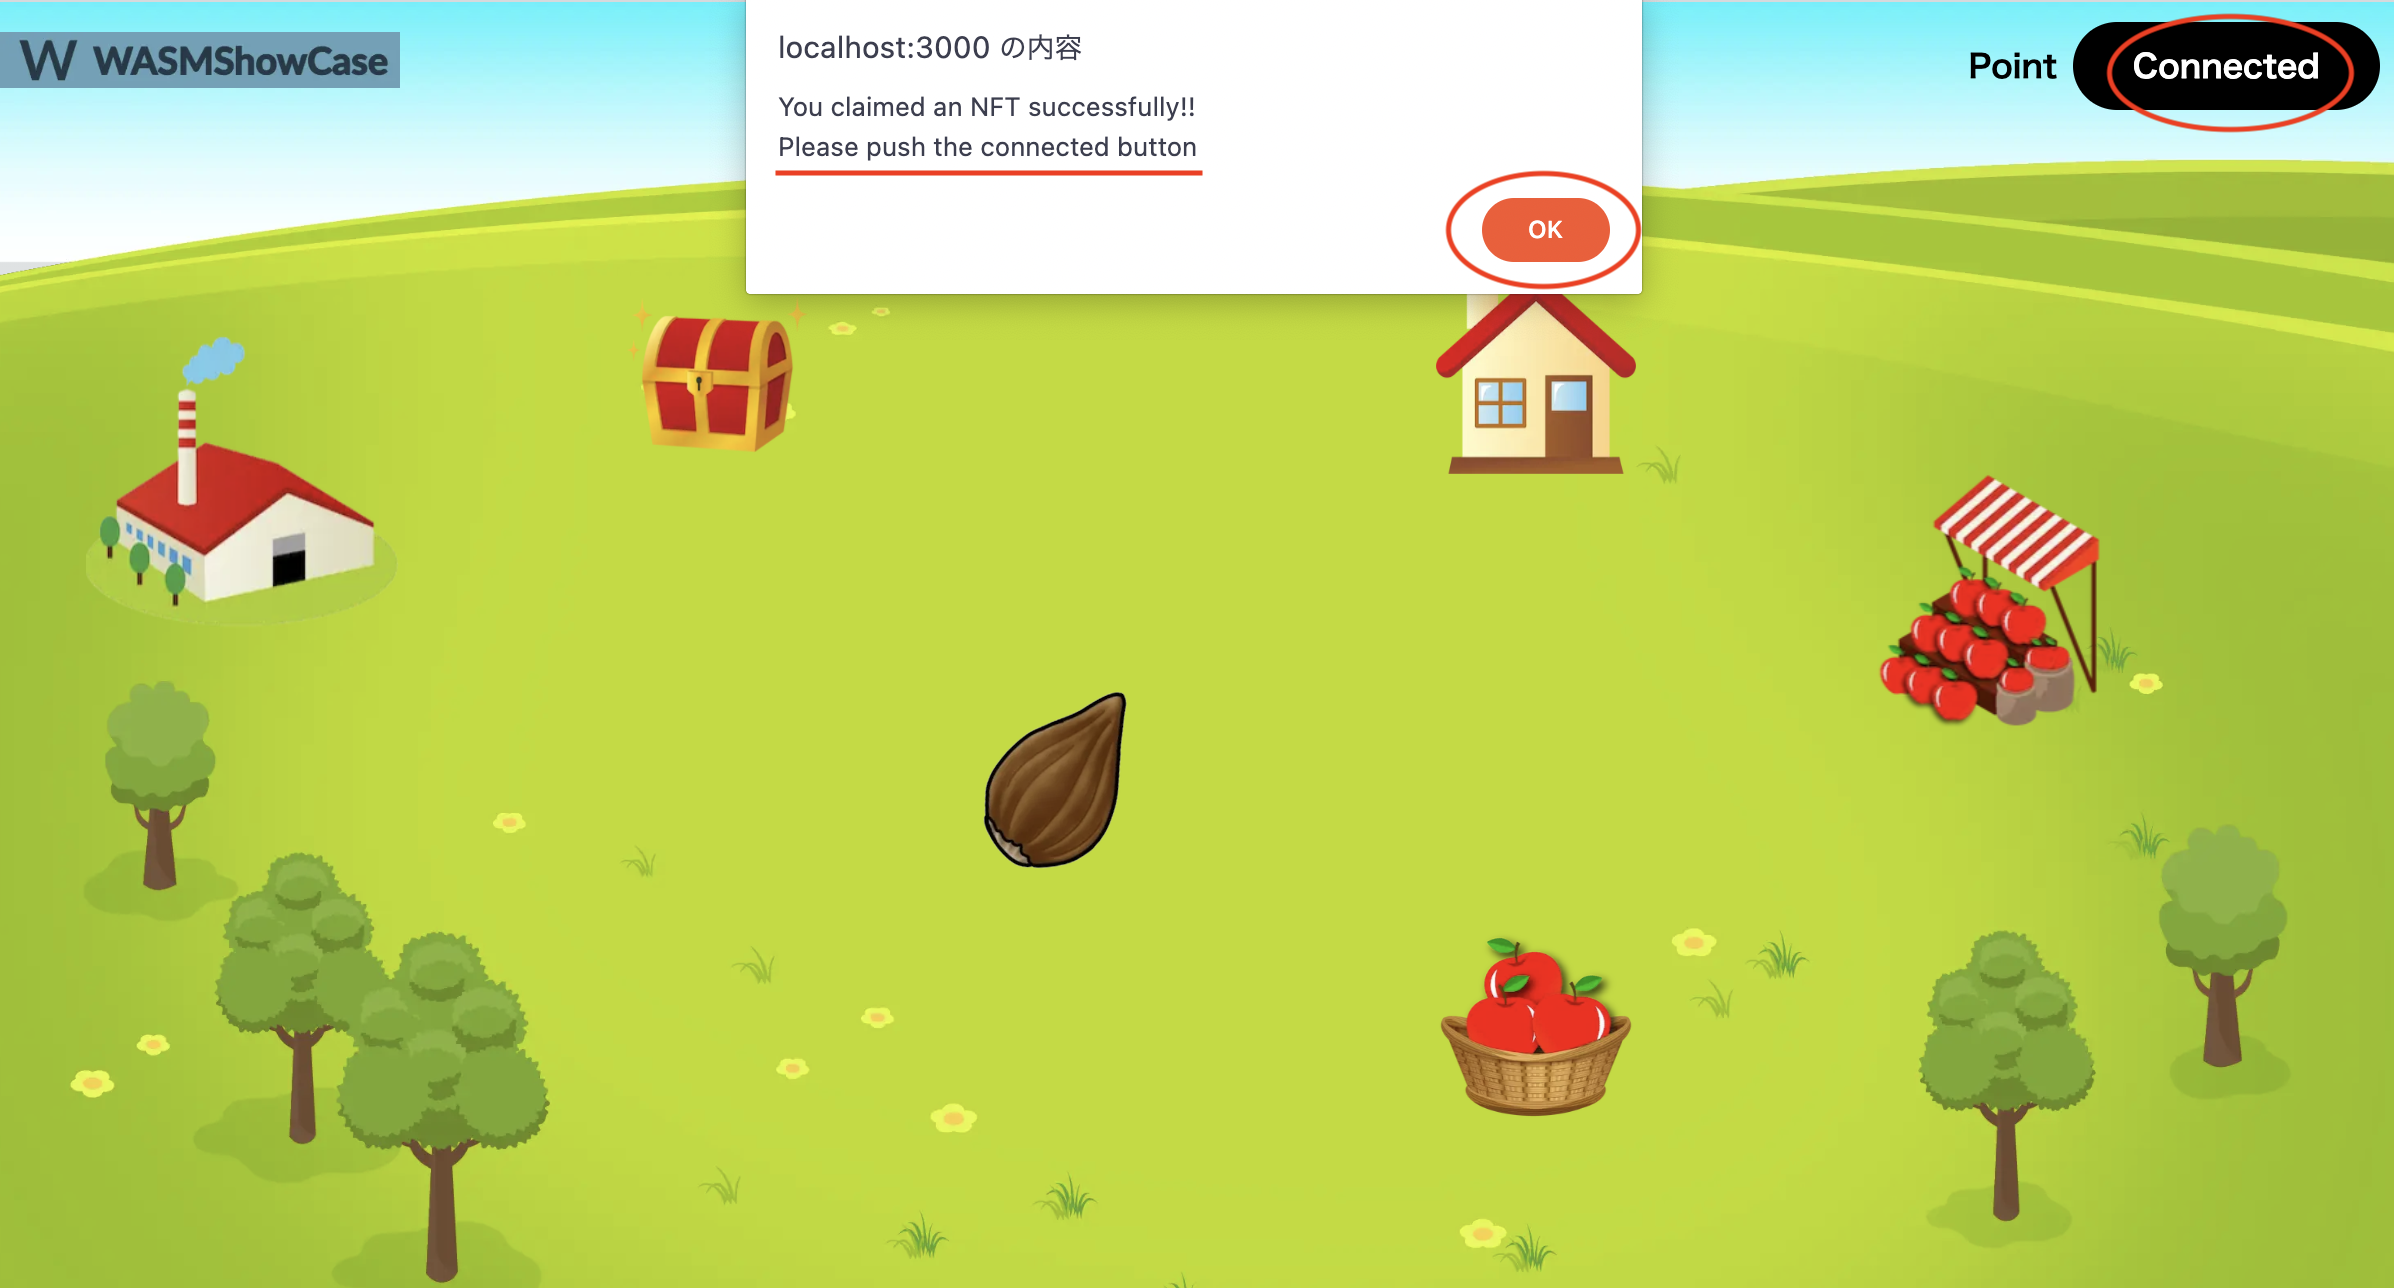 W WASMShowCase
localhost:3000 の内容
You claimed an NFT successfully!!
Please push the connected button
OK
Point
Connected